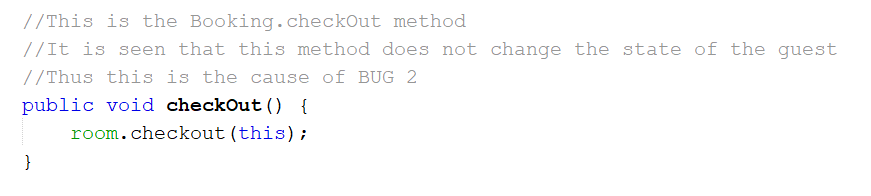 //This is the Booking.checkOut method
//It is seen that this method does not change the state of the guest
//Thus this is the cause of BUG 2
public void checkOut() {
    room.checkout(this);
}